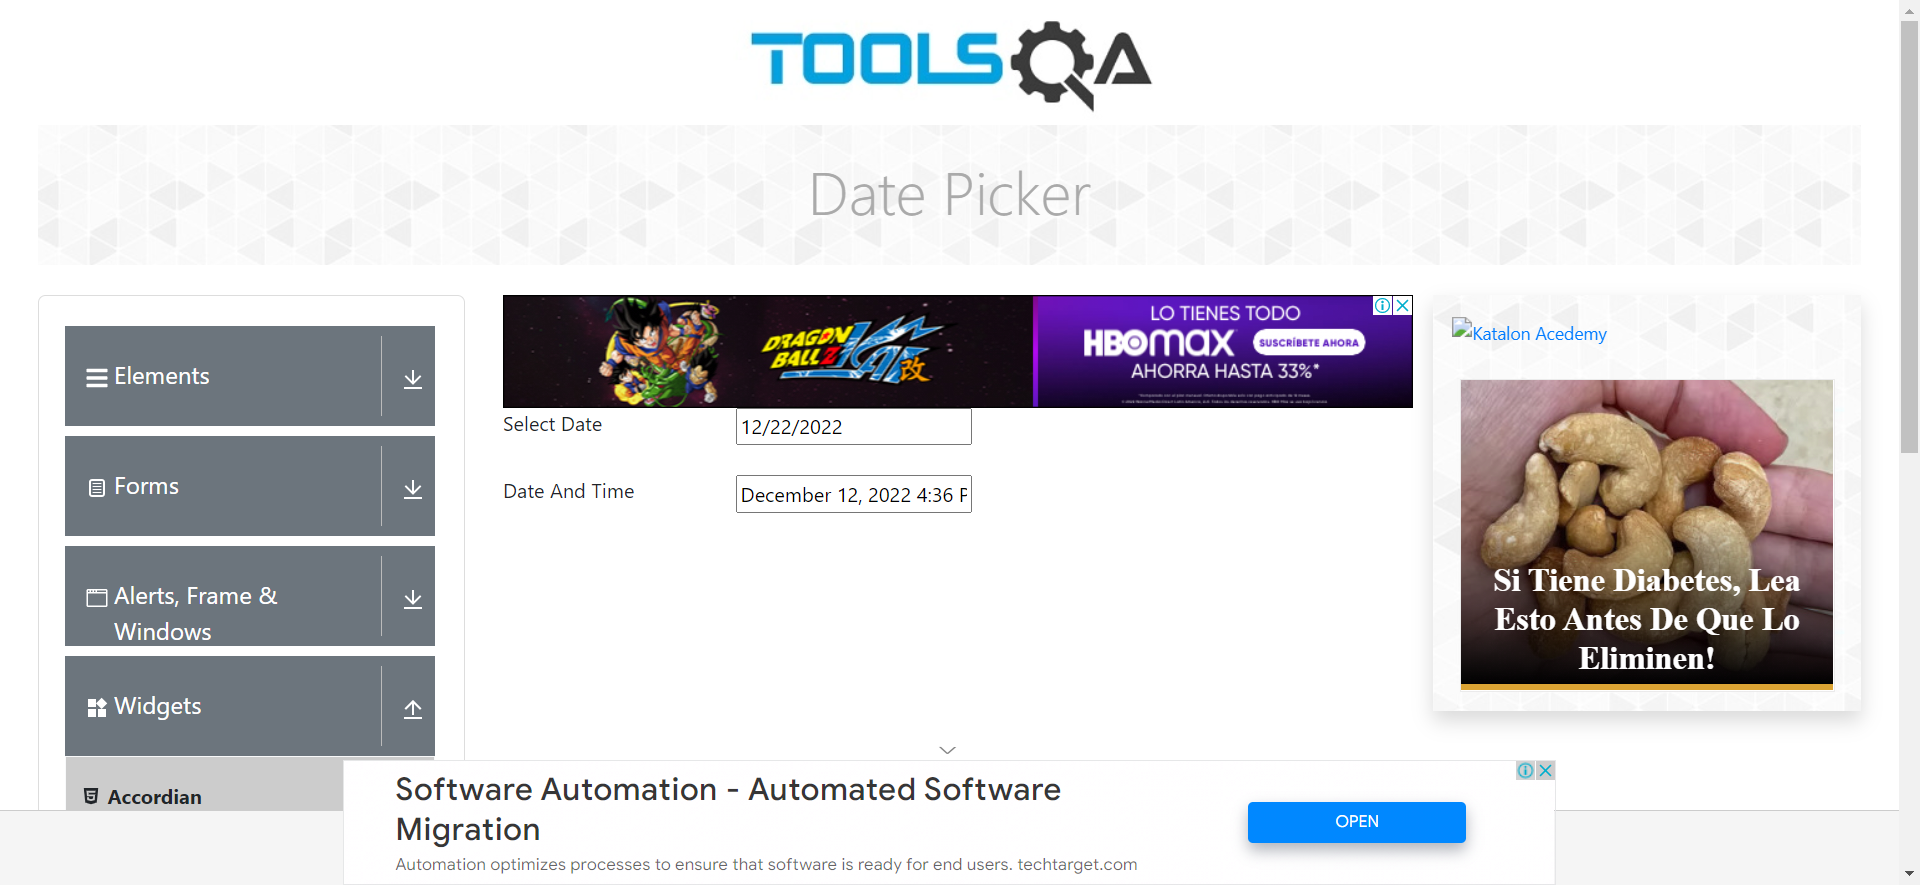 TOOLSQA
Date Picker
Elements
Forms
Alerts, Frame &
Windows
Widgets
Accordian
DRAGON
BALL Z KAI 改
LO TIENES TODO
HBOMAX
SUSCRÍBETE AHORA
AHORRA HASTA 33%*
Select Date
12/22/2022
Date And Time
December 12, 2022 4:36 P
Katalon Acedemy
Si Tiene Diabetes, Lea
Esto Antes De Que Lo
Eliminen!
Software Automation - Automated Software
Migration
Automation optimizes processes to ensure that software is ready for end users. techtarget.com
OPEN